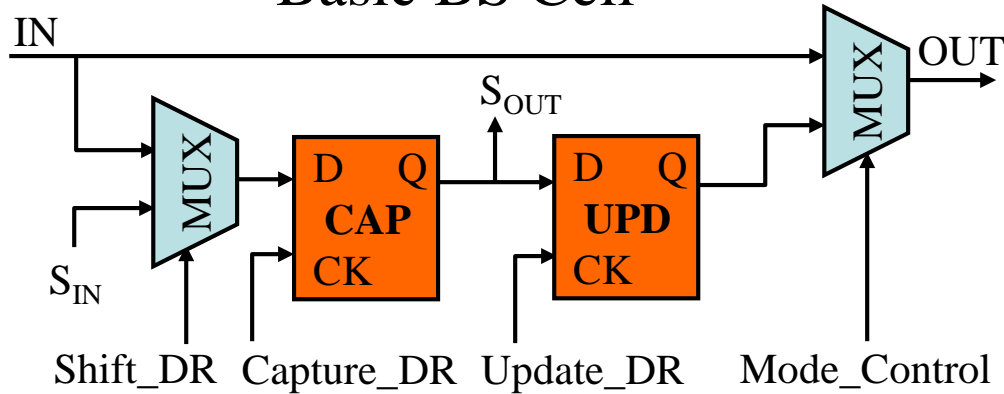 Basic BS Cell
IN
OUT
MUX
S_OUT
MUX
D Q
CAP
CK
D Q
UPD
CK
S_IN
Shift_DR
Capture_DR
Update_DR
Mode_Control